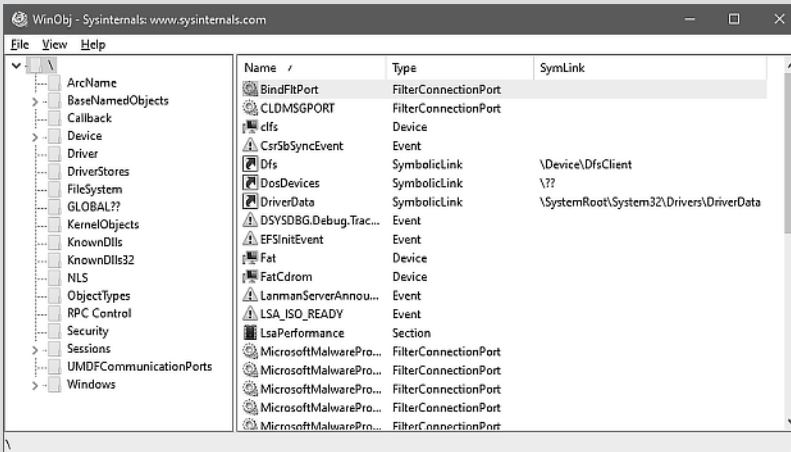 WinObj - Sysinternals: www.sysinternals.com
File View Help
\
ArcName
BaseNamedObjects
Callback
Device
Driver
DriverStores
FileSystem
GLOBAL??
KernelObjects
KnownDlls
KnownDlls32
NLS
ObjectTypes
RPC Control
Security
Sessions
UMDFCommunicationPorts
Windows
Name Type SymLink
BindFltPort FilterConnectionPort
CLDMSGPORT FilterConnectionPort
clfs Device
CsrSbSyncEvent Event
Dfs SymbolicLink \Device\DfsClient
DosDevices SymbolicLink \??
DriverData SymbolicLink \SystemRoot\System32\Drivers\DriverData
DSYSDBG.Debug.Trac... Event
EFSInitEvent Event
Fat Device
FatCdrom Device
LanmanServerAnnou... Event
LSA_ISO_READY Event
LsaPerformance Section
MicrosoftMalwarePro... FilterConnectionPort
MicrosoftMalwarePro... FilterConnectionPort
MicrosoftMalwarePro... FilterConnectionPort
MicrosoftMalwarePro... FilterConnectionPort
MicrosoftMalwarePro... FilterConnectionPort
\